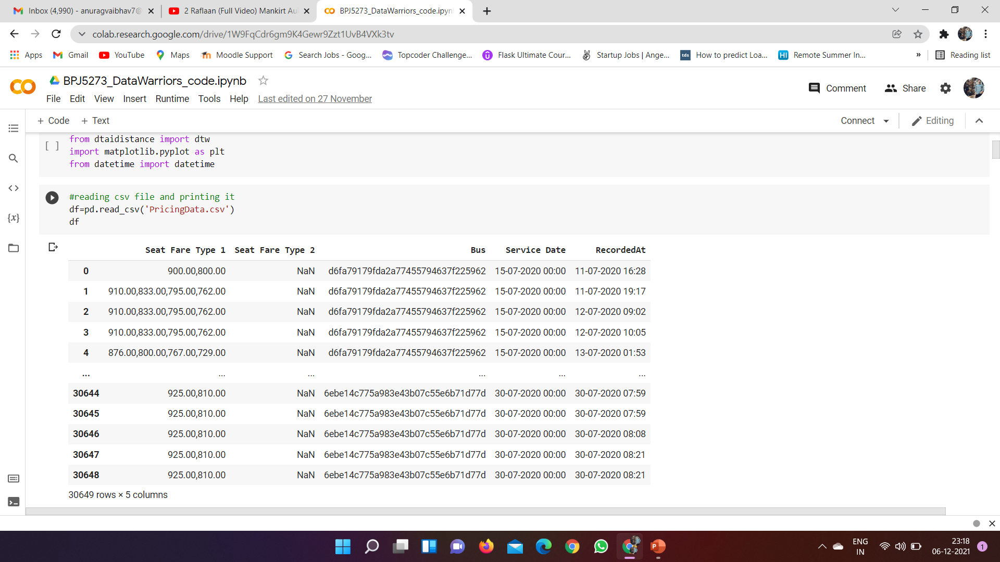 Inbox (4,990) - anuragvaibhav7@
2 Raflaan (Full Video) Mankirt Au
BPJ5273_DataWarriors_code.ipyn
colab.research.google.com/drive/1W9FqCdr6gm9K4Gewr9Zzt1UvB4VXk3tv
Apps Gmail YouTube Maps Moodle Support Search Jobs - Goog... Topcoder Challenge... Flask Ultimate Cour... Startup Jobs | Ange... tds How to predict Loa... HI Remote Summer In... » Reading list
BPJ5273_DataWarriors_code.ipynb
Comment Share
File Edit View Insert Runtime Tools Help Last edited on 27 November
+ Code + Text Connect Editing
[ ] from dtaidistance import dtw
import matplotlib.pyplot as plt
from datetime import datetime
#reading csv file and printing it
df=pd.read_csv('PricingData.csv')
df
{x}
Seat Fare Type 1 Seat Fare Type 2 Bus Service Date RecordedAt
0 900.00,800.00 NaN d6fa79179fda2a77455794637f225962 15-07-2020 00:00 11-07-2020 16:28
1 910.00,833.00,795.00,762.00 NaN d6fa79179fda2a77455794637f225962 15-07-2020 00:00 11-07-2020 19:17
2 910.00,833.00,795.00,762.00 NaN d6fa79179fda2a77455794637f225962 15-07-2020 00:00 12-07-2020 09:02
3 910.00,833.00,795.00,762.00 NaN d6fa79179fda2a77455794637f225962 15-07-2020 00:00 12-07-2020 10:05
4 876.00,800.00,767.00,729.00 NaN d6fa79179fda2a77455794637f225962 15-07-2020 00:00 13-07-2020 01:53
... ... ... ... ... ...
30644 925.00,810.00 NaN 6ebe14c775a983e43b07c55e6b71d77d 30-07-2020 00:00 30-07-2020 07:59
30645 925.00,810.00 NaN 6ebe14c775a983e43b07c55e6b71d77d 30-07-2020 00:00 30-07-2020 07:59
30646 925.00,810.00 NaN 6ebe14c775a983e43b07c55e6b71d77d 30-07-2020 00:00 30-07-2020 08:08
30647 925.00,810.00 NaN 6ebe14c775a983e43b07c55e6b71d77d 30-07-2020 00:00 30-07-2020 08:21
30648 925.00,810.00 NaN 6ebe14c775a983e43b07c55e6b71d77d 30-07-2020 00:00 30-07-2020 08:21
30649 rows × 5 columns
ENG
IN
23:18
06-12-2021
1